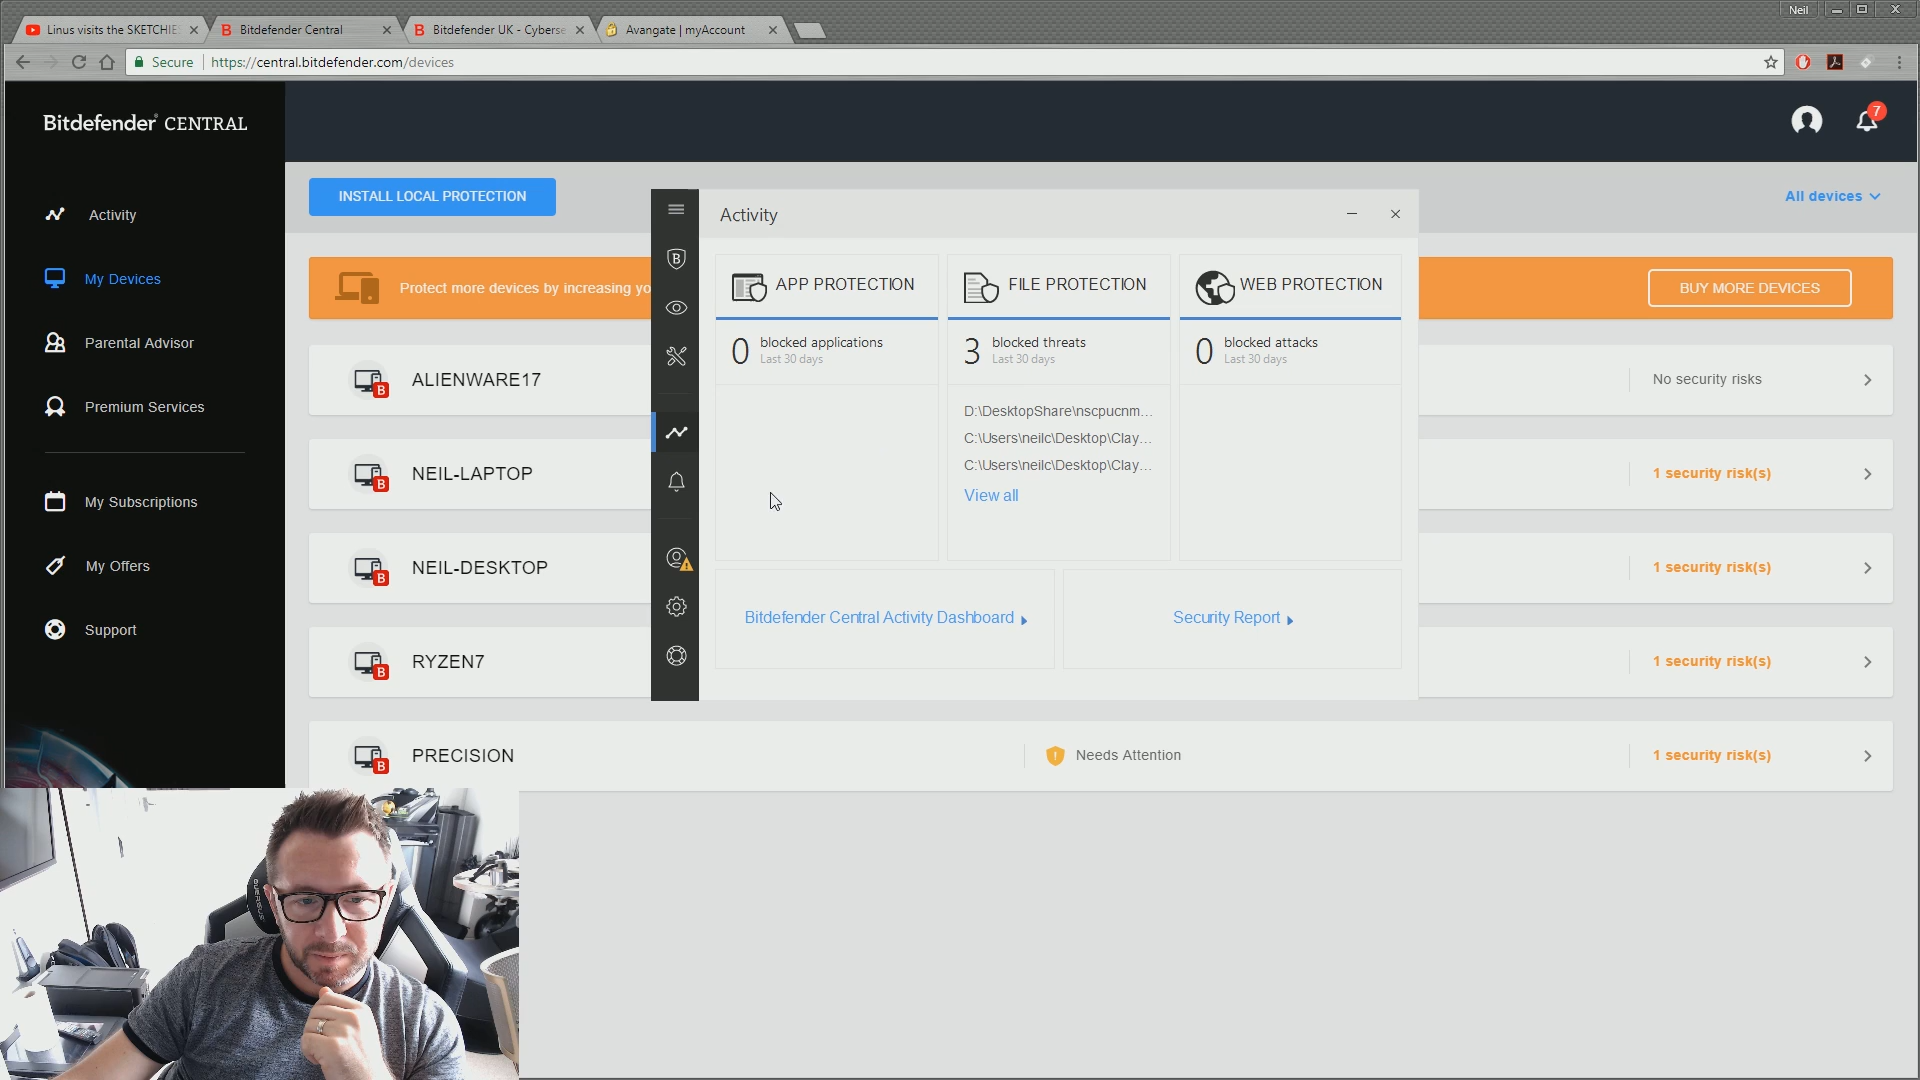 Neil
Linus visits the SKETCHIES
Bitdefender Central
Bitdefender UK - Cyberse
Avangate | myAccount
Secure
https://central.bitdefender.com/devices
Bitdefender CENTRAL
7
Activity
My Devices
Parental Advisor
Premium Services
My Subscriptions
My Offers
Support
INSTALL LOCAL PROTECTION
All devices
Protect more devices by increasing yo
BUY MORE DEVICES
ALIENWARE17
No security risks
NEIL-LAPTOP
1 security risk(s)
NEIL-DESKTOP
1 security risk(s)
RYZEN7
1 security risk(s)
PRECISION
Needs Attention
1 security risk(s)
Activity
APP PROTECTION
0 blocked applications
Last 30 days
FILE PROTECTION
3 blocked threats
Last 30 days
D:\DesktopShare\nscpucnm...
C:\Users\neilc\Desktop\Clay...
C:\Users\neilc\Desktop\Clay...
View all
WEB PROTECTION
0 blocked attacks
Last 30 days
Bitdefender Central Activity Dashboard
Security Report